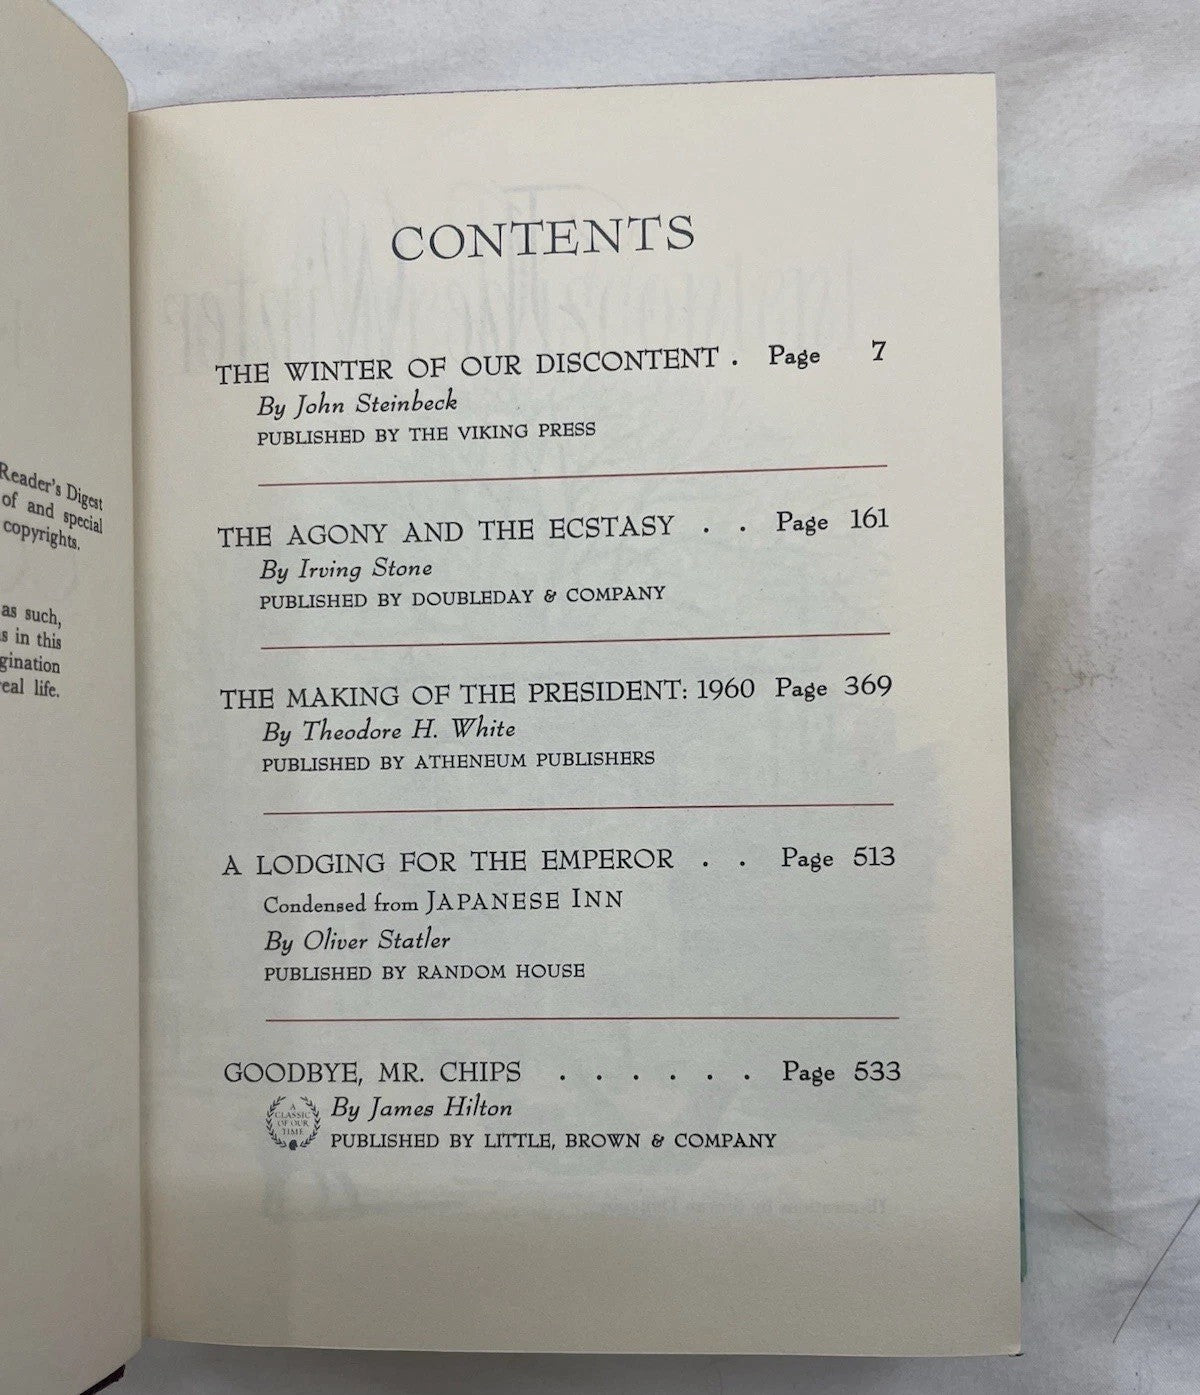 Reader's Digest
of and special
copyrights.
as such,
in this
real life.
CONTENTS
THE WINTER OF OUR DISCONTENT . Page 7
By John Steinbeck
PUBLISHED BY THE VIKING PRESS
THE AGONY AND THE ECSTASY . . Page 161
By Irving Stone
PUBLISHED BY DOUBLEDAY & COMPANY
THE MAKING OF THE PRESIDENT: 1960 Page 369
By Theodore H. White
PUBLISHED BY ATHENEUM PUBLISHERS
A LODGING FOR THE EMPEROR . . Page 513
Condensed from JAPANESE INN
By Oliver Statler
PUBLISHED BY RANDOM HOUSE
GOODBYE, MR. CHIPS . . . . . . Page 533
A
CLASSIC
OF OUR
TIME
By James Hilton
PUBLISHED BY LITTLE, BROWN & COMPANY